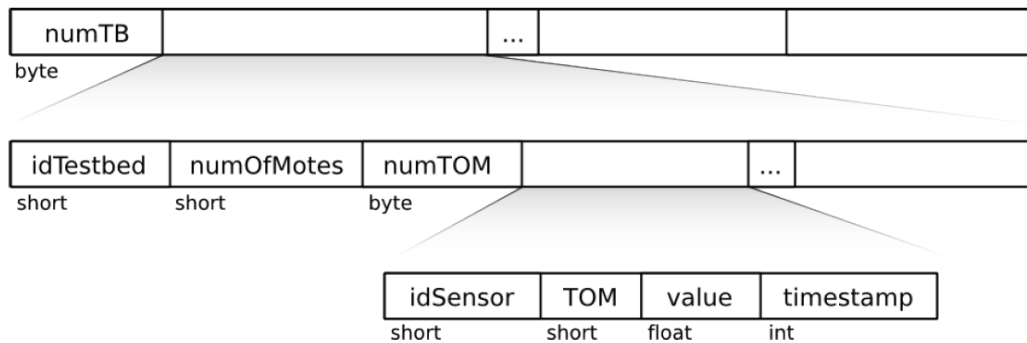 numTB ...
byte
idTestbed numOfMotes numTOM ...
short short byte
idSensor TOM value timestamp
short short float int